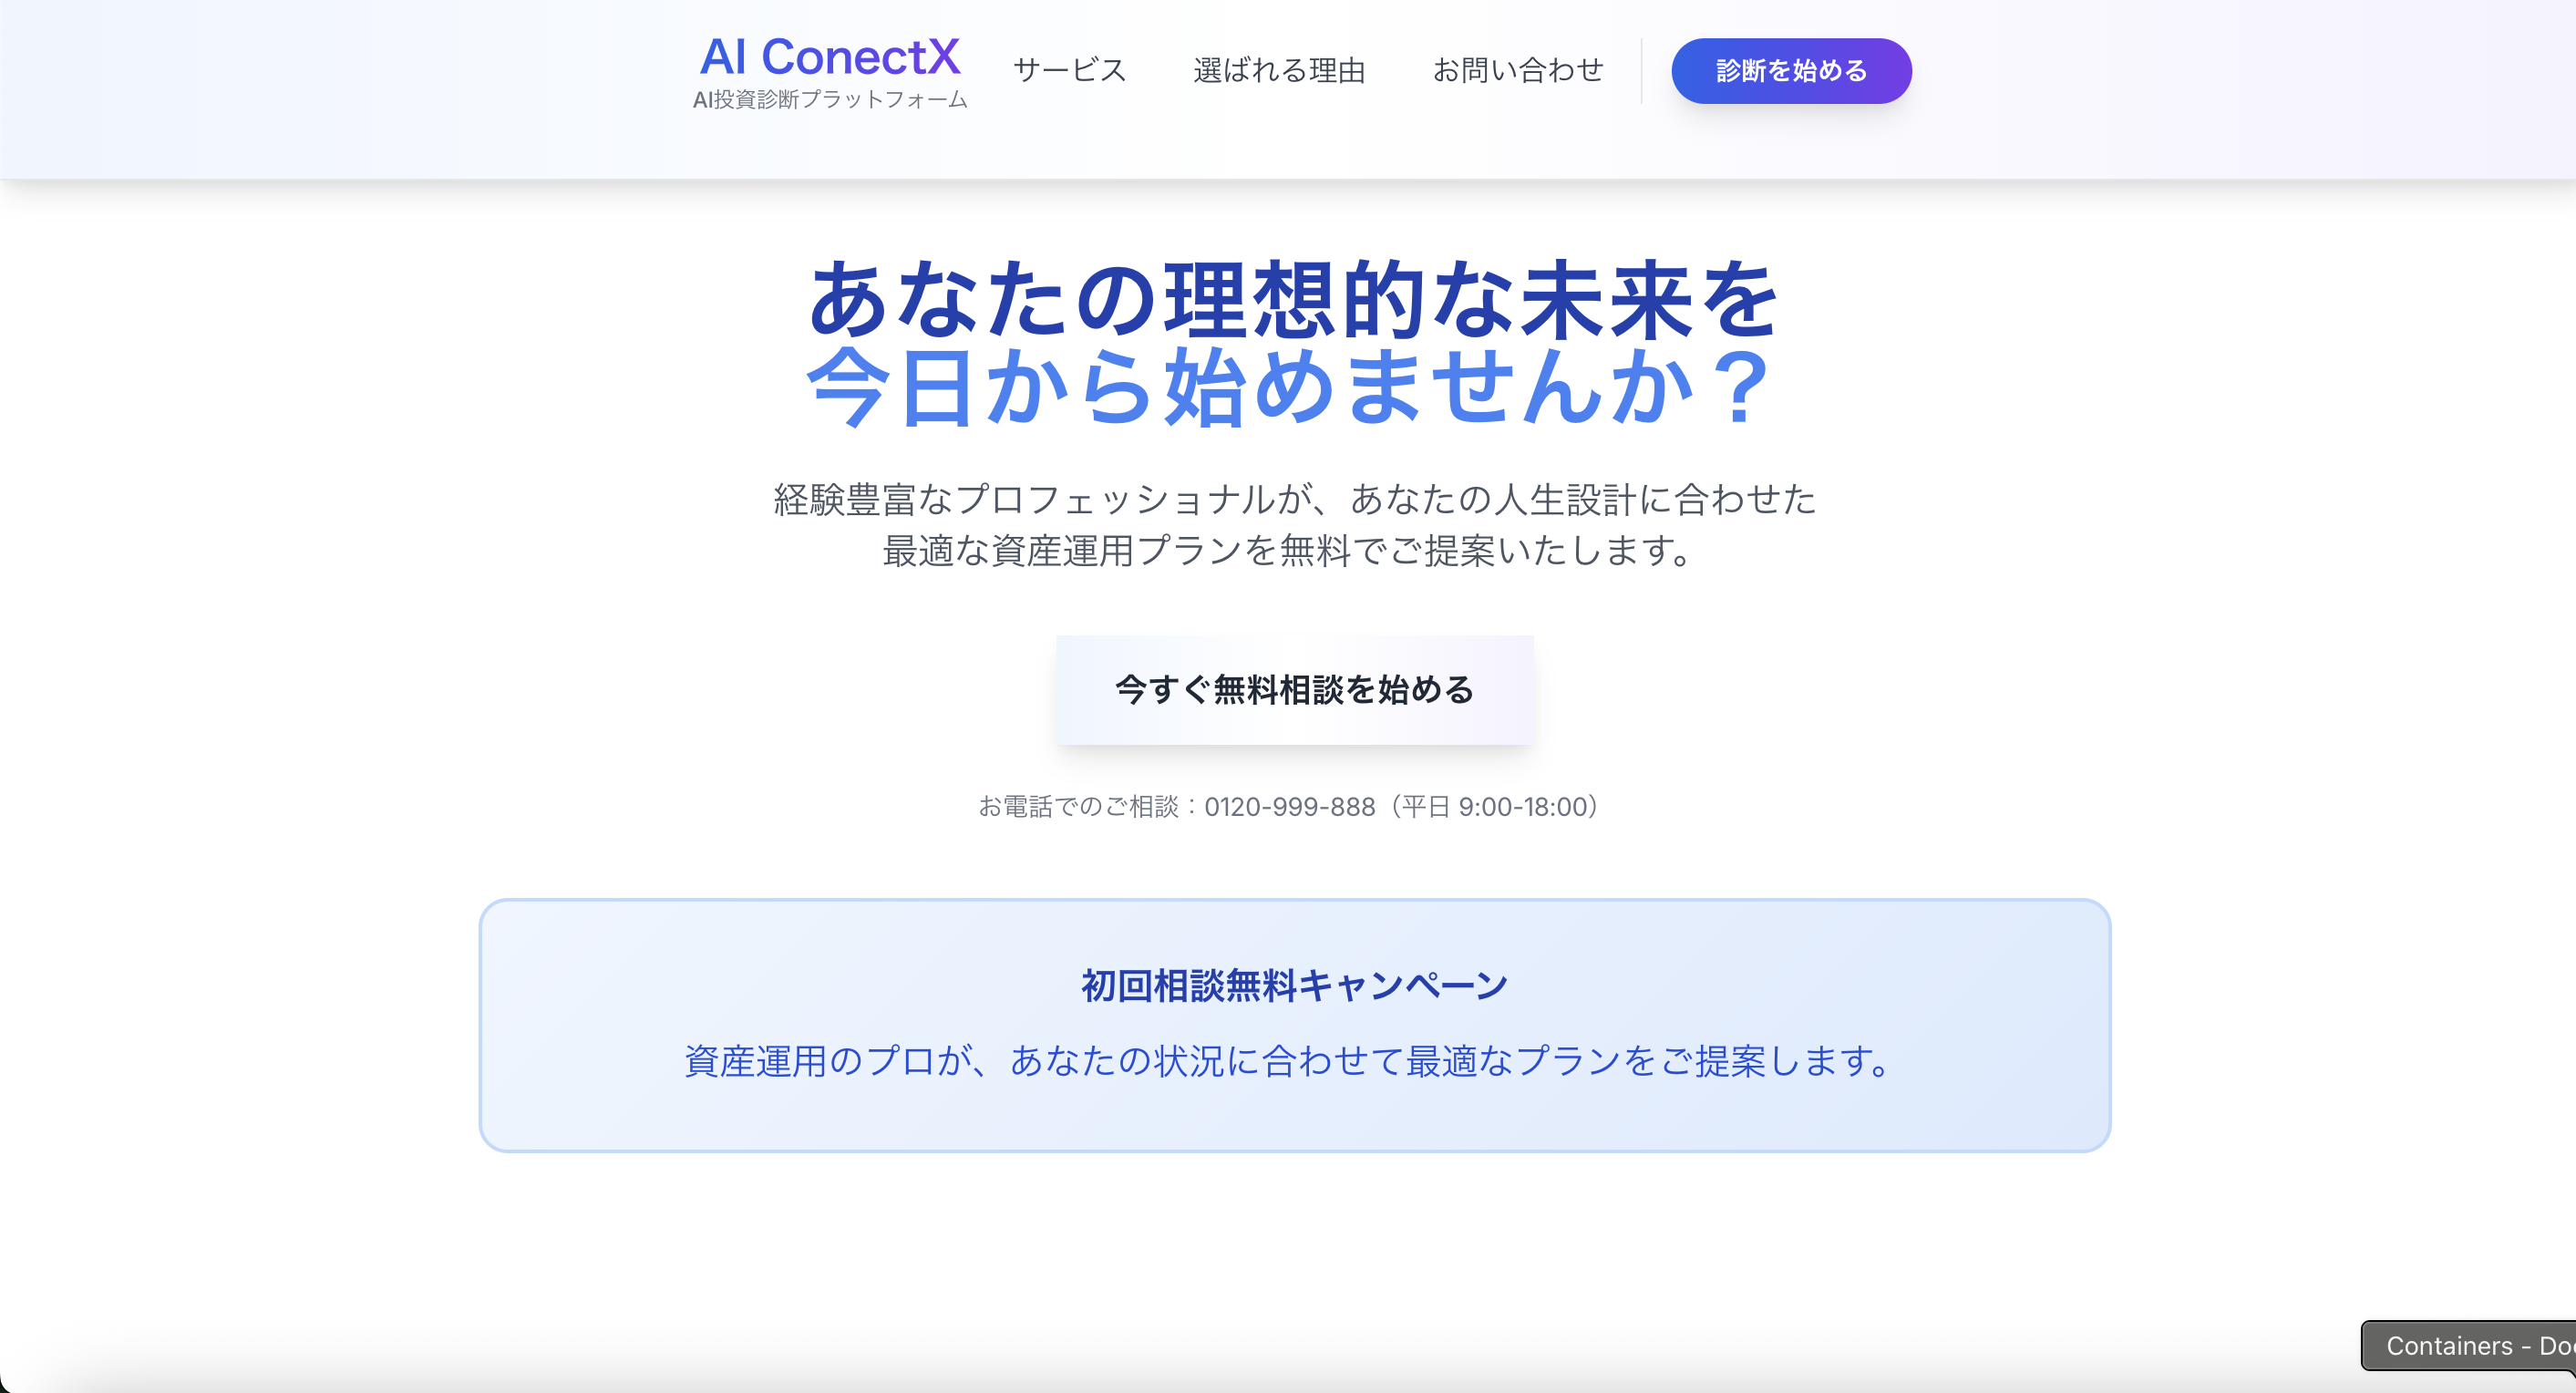 AI ConectX
AI投資診断プラットフォーム
サービス
選ばれる理由
お問い合わせ
診断を始める
あなたの理想的な未来を
今日から始めませんか？
経験豊富なプロフェッショナルが、あなたの人生設計に合わせた
最適な資産運用プランを無料でご提案いたします。
今すぐ無料相談を始める
お電話でのご相談：0120-999-888（平日 9:00-18:00）
初回相談無料キャンペーン
資産運用のプロが、あなたの状況に合わせて最適なプランをご提案します。
Containers -